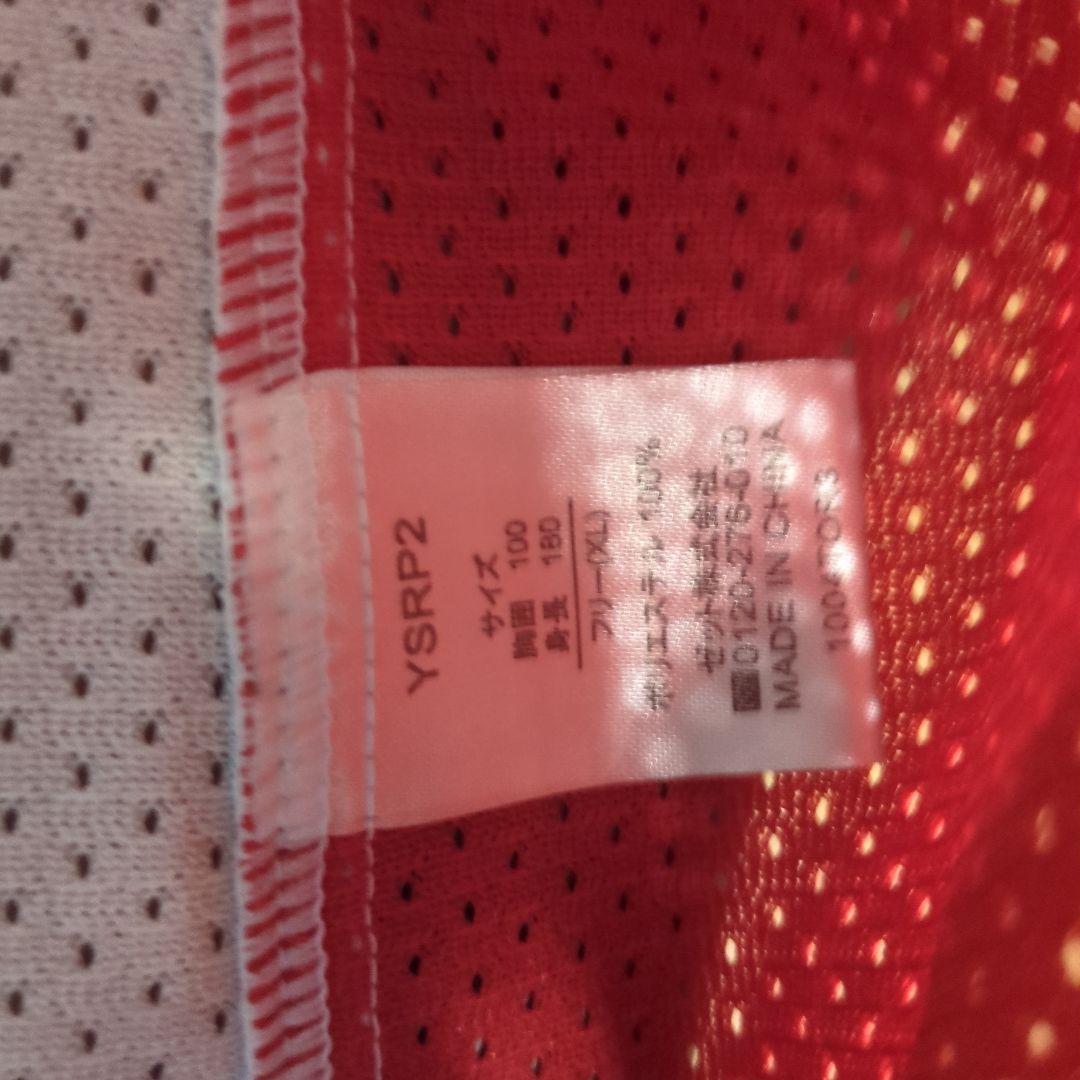 YSRP2
サイズ
胸囲 100
身長 180
フリー(XL)
ポリエステル 100%
ゼット株式会社
0120-276-010
MADE IN CHINA